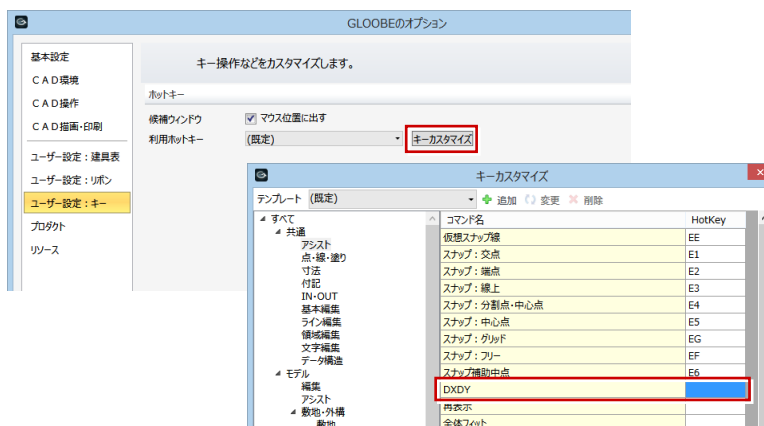 GLOOBEのオプション
基本設定
CAD環境
CAD操作
CAD描画・印刷
ユーザー設定：建具表
ユーザー設定：リボン
ユーザー設定：キー
プロダクト
リソース
キー操作などをカスタマイズします。
ホットキー
候補ウィンドウ マウス位置に出す
利用ホットキー (既定) キーカスタマイズ
キーカスタマイズ
テンプレート (既定) 追加 変更 削除
すべて
共通
アシスト
点・線・塗り
寸法
付記
IN・OUT
基本編集
ライン編集
領域編集
文字編集
データ構造
モデル
編集
アシスト
敷地・外構
敷地
コマンド名 HotKey
仮想スナップ線 EE
スナップ：交点 E1
スナップ：端点 E2
スナップ：線上 E3
スナップ：分割点・中心点 E4
スナップ：中心点 E5
スナップ：グリッド EG
スナップ：フリー EF
スナップ補助中点 E6
DXDY
再表示
全体フィット